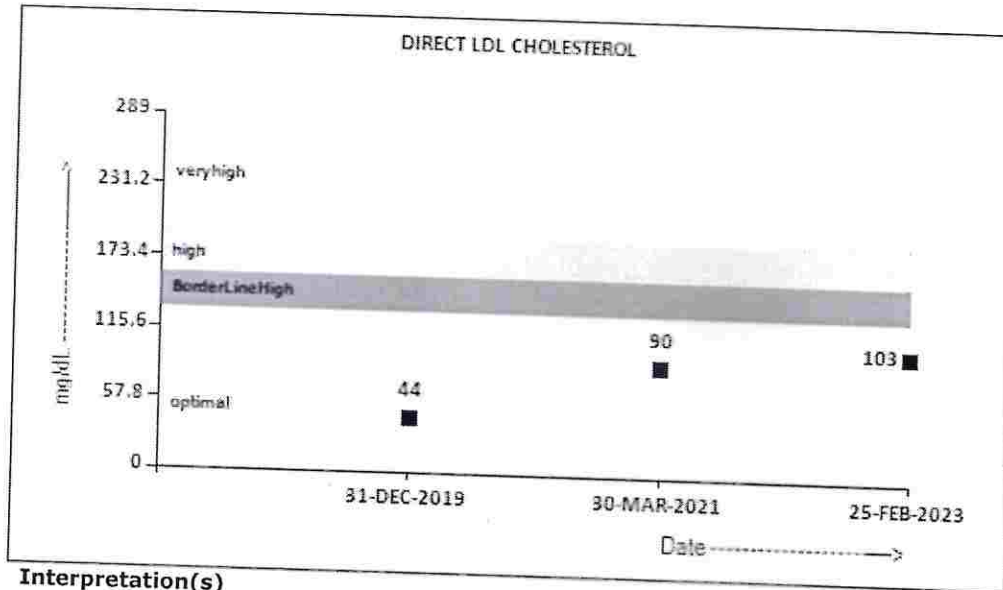 DIRECT LDL CHOLESTEROL
289
231.2
veryhigh
173.4
high
BorderLineHigh
115.6
90
103
mg/dL
57.8
optimal
44
0
31-DEC-2019
30-MAR-2021
25-FEB-2023
Date
Interpretation(s)